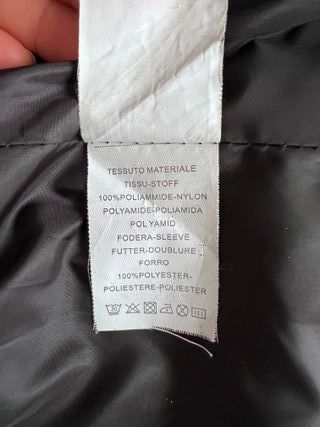 TESSUTO MATERIALE
TISSU-STOFF
100%POLIAMMIDE-NYLON
POLYAMIDE-POLIAMIDA
POLYAMID
FODERA-SLEEVE
FUTTER-DOUBLURE
FORRO
100%POLYESTER-
POLIESTERE-POLIESTER
30